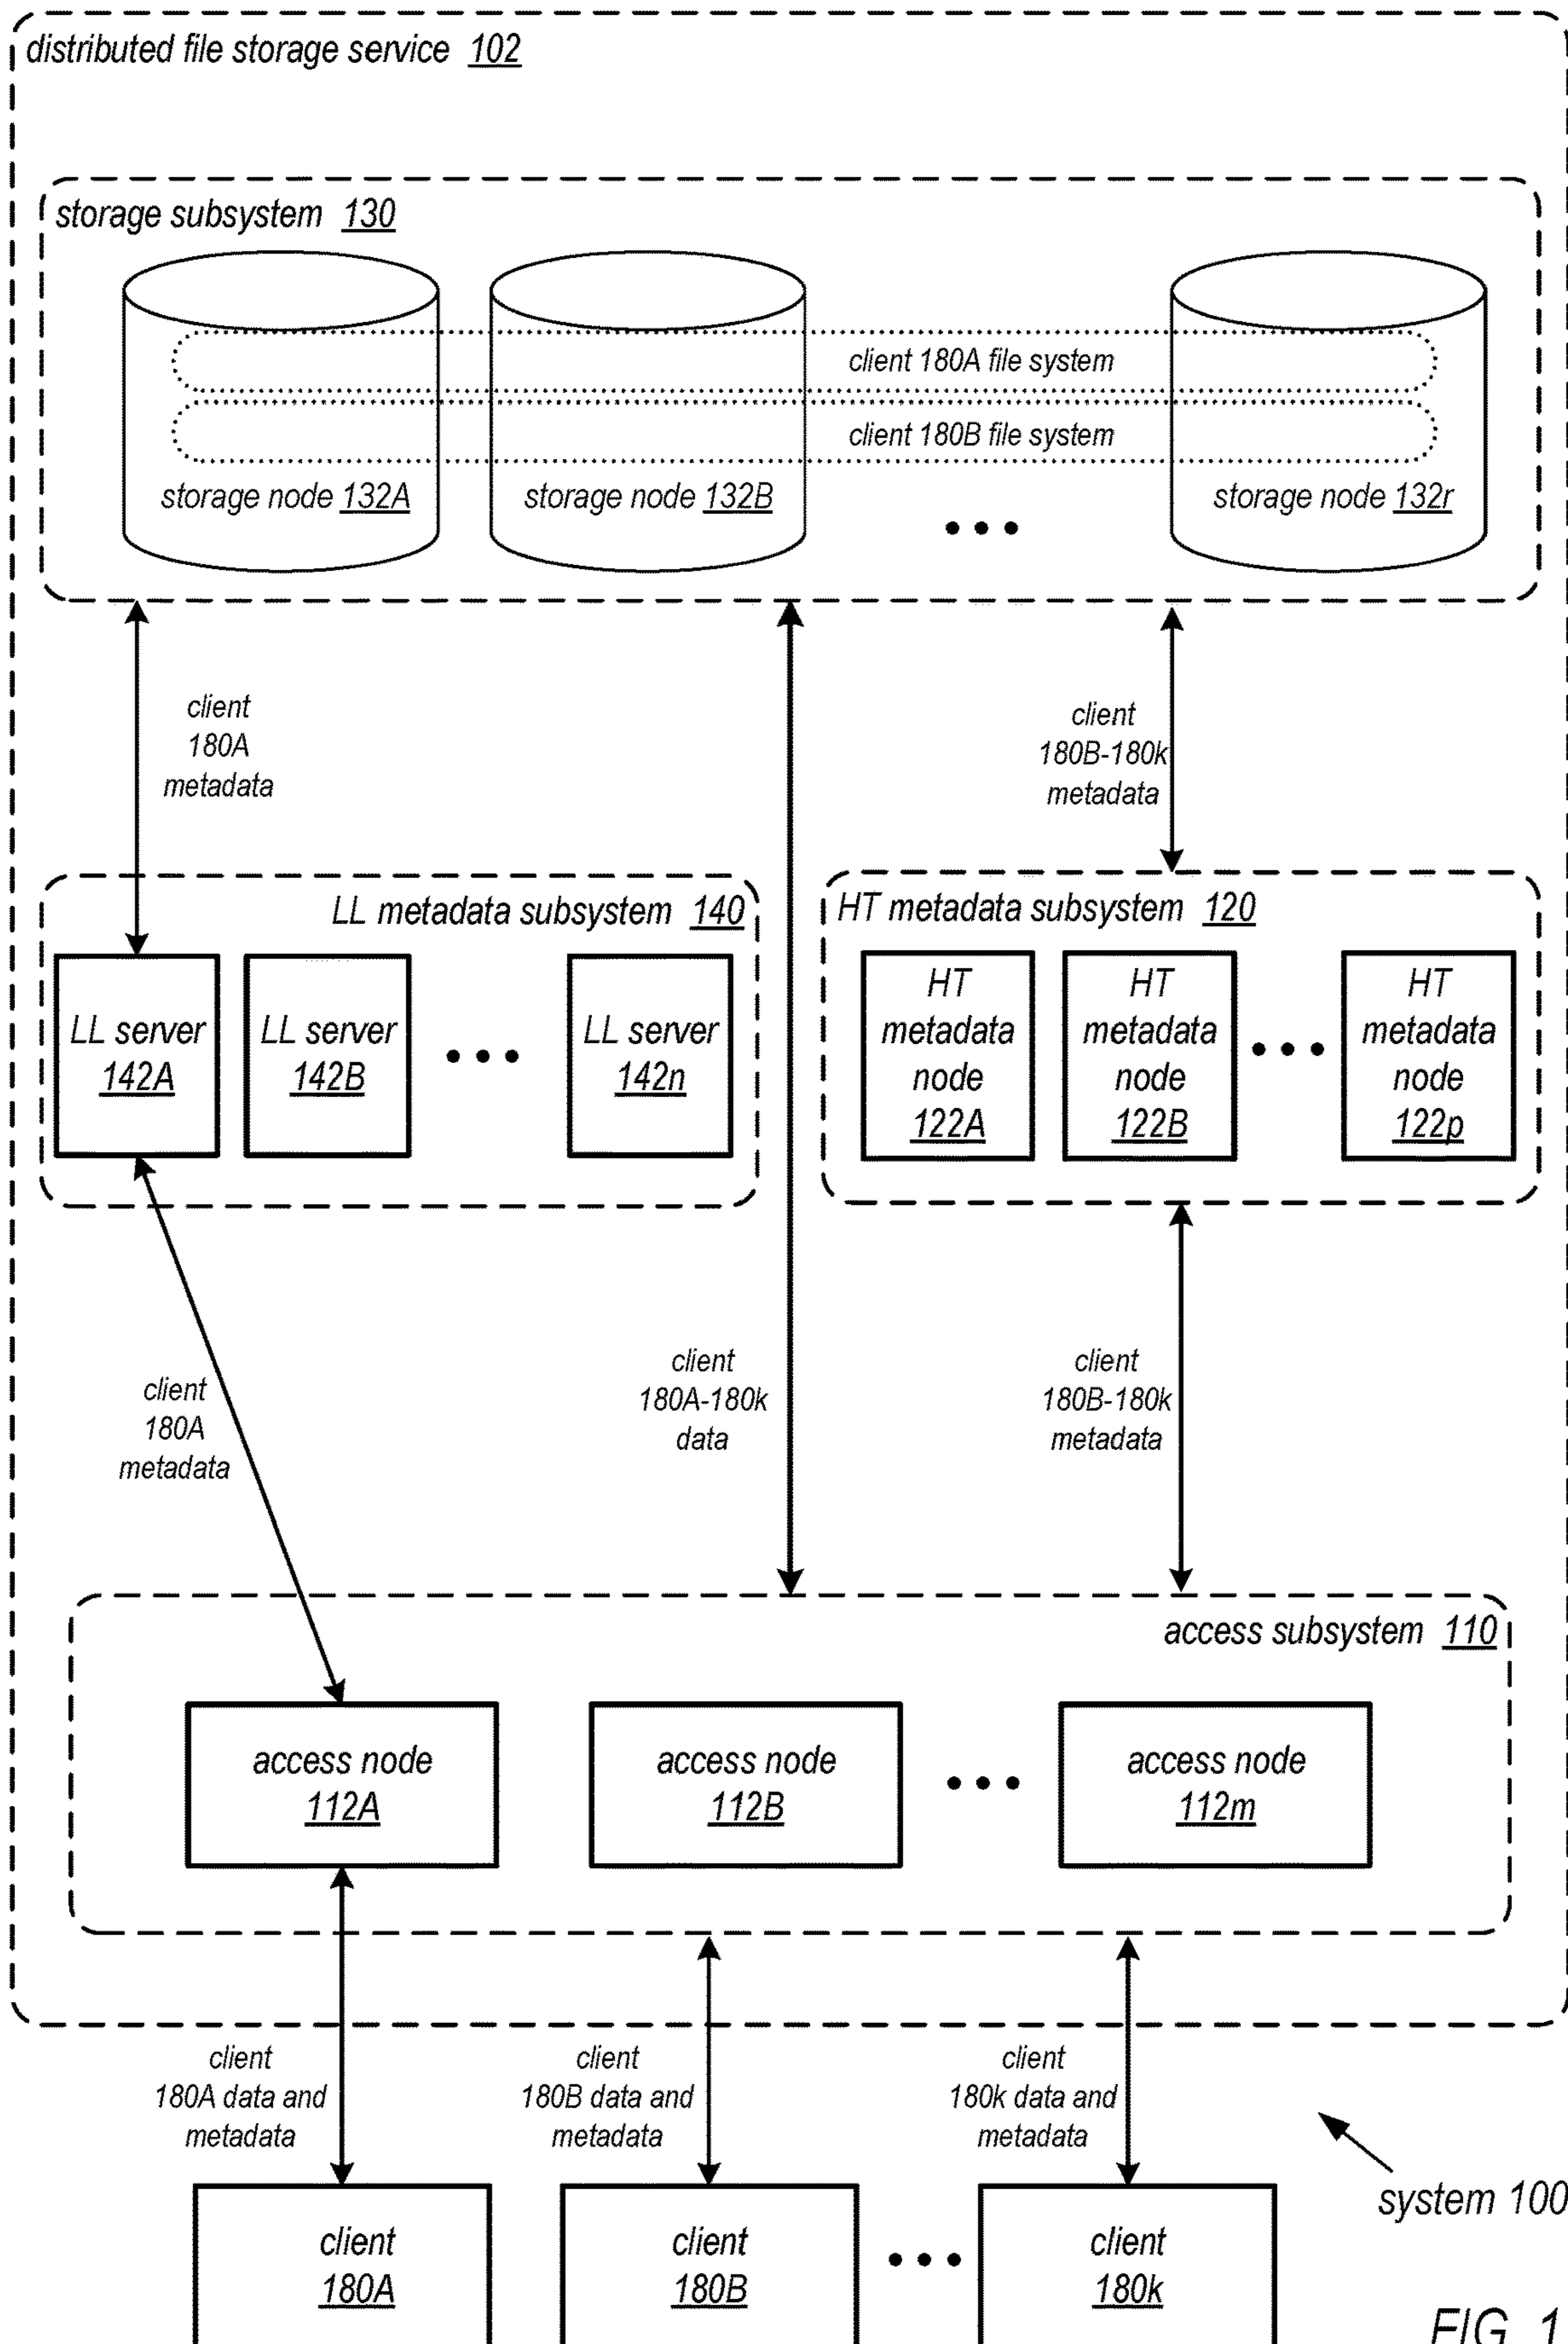 distributed file storage service 102
storage subsystem 130
client 180A file system
client 180B file system
storage node 132A
storage node 132B
storage node 132r
client
180A
metadata
client
180B-180k
metadata
LL metadata subsystem 140
HT metadata subsystem 120
LL server
142A
LL server
142B
LL server
142n
HT
metadata
node
122A
HT
metadata
node
122B
HT
metadata
node
122p
client
180A
metadata
client
180A-180k
data
client
180B-180k
metadata
access subsystem 110
access node
112A
access node
112B
access node
112m
client
180A data and
metadata
client
180B data and
metadata
client
180k data and
metadata
system 100
client
180A
client
180B
client
180k
FIG. 1